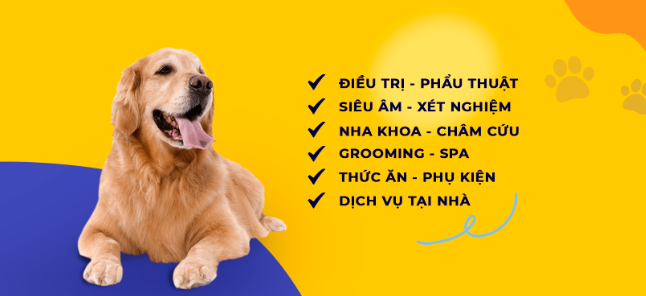 ĐIỀU TRỊ - PHẨU THUẬT
SIÊU ÂM - XÉT NGHIỆM
NHA KHOA - CHÂM CỨU
GROOMING - SPA
THỨC ĂN - PHỤ KIỆN
DỊCH VỤ TẠI NHÀ